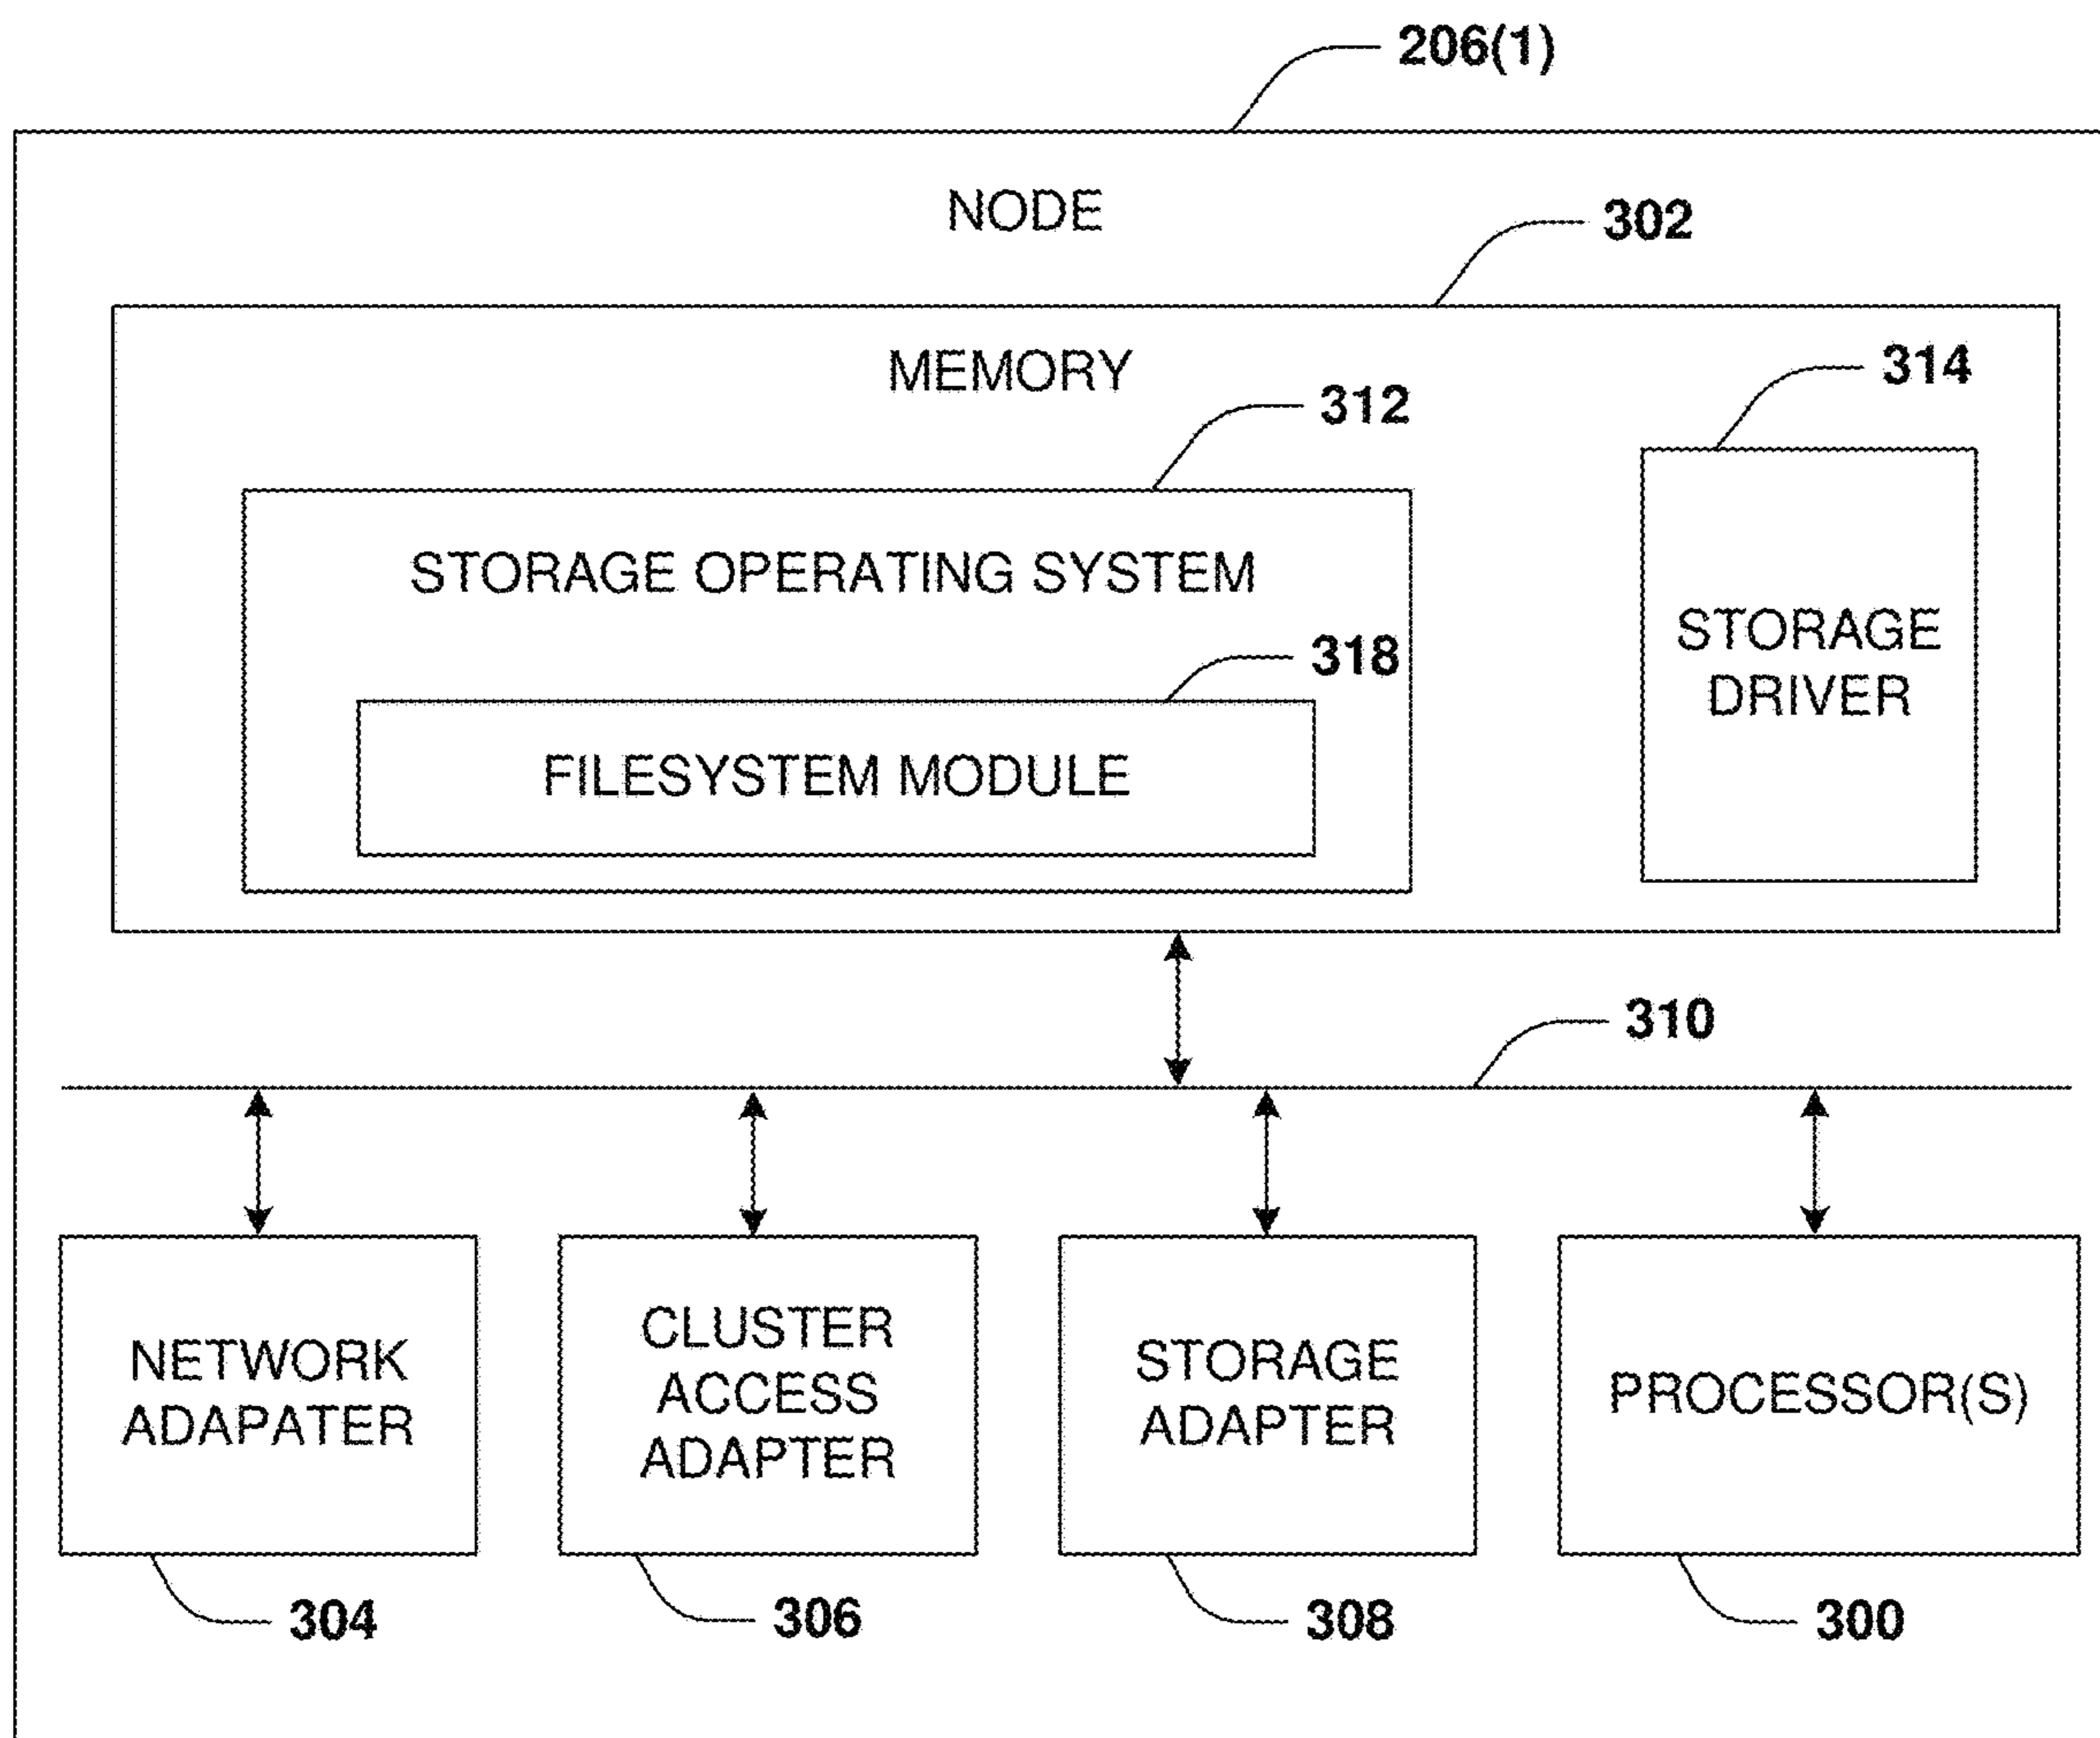 206(1)
NODE
302
MEMORY
314
312
STORAGE OPERATING SYSTEM
STORAGE
DRIVER
318
FILESYSTEM MODULE
310
NETWORK
ADAPATER
CLUSTER
ACCESS
ADAPTER
STORAGE
ADAPTER
PROCESSOR(S)
304
306
308
300